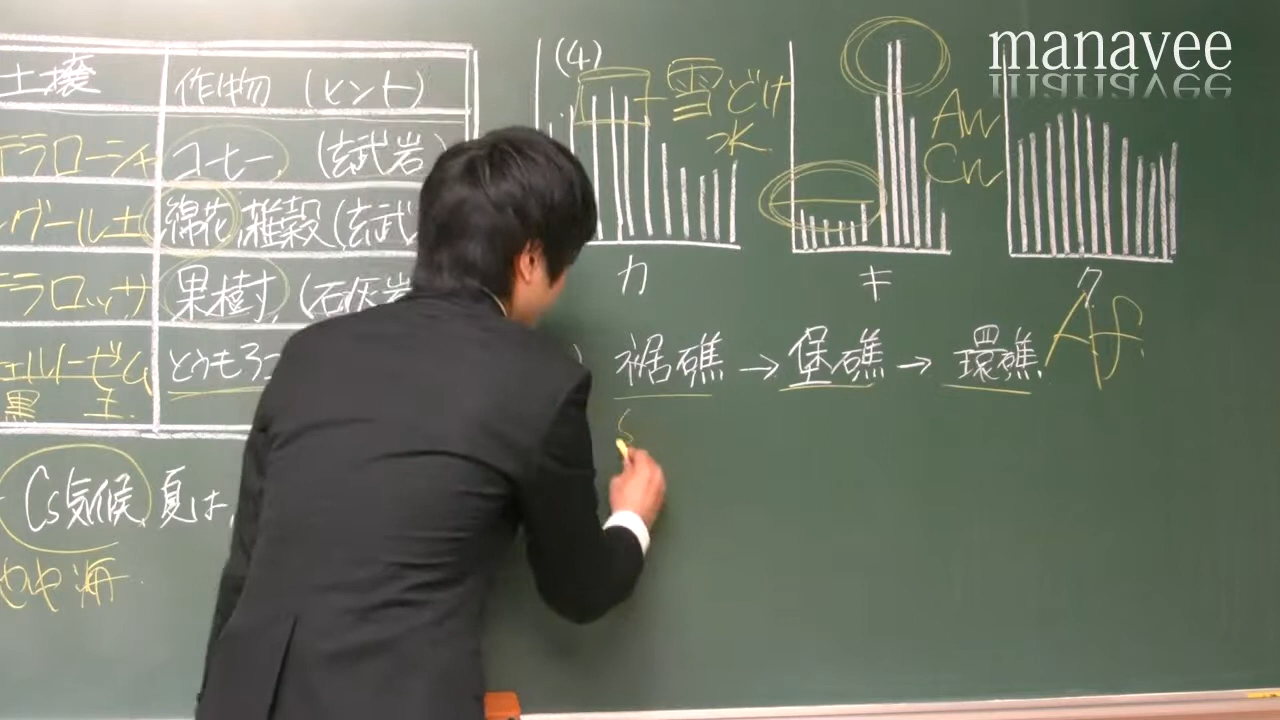 manavee
土壌 作物 (ヒント)
テラローシャ コーヒー (玄武岩)
レグール土 綿花, 雑穀 (玄武
テラロッサ 果樹, (石灰岩
チェルノーゼム とうもろこ
黒 土
Cs気候, 夏は,
地中海
(4)
雪どけ
水
Aw
Cw
カ キ ク
Af
裾礁 → 堡礁 → 環礁